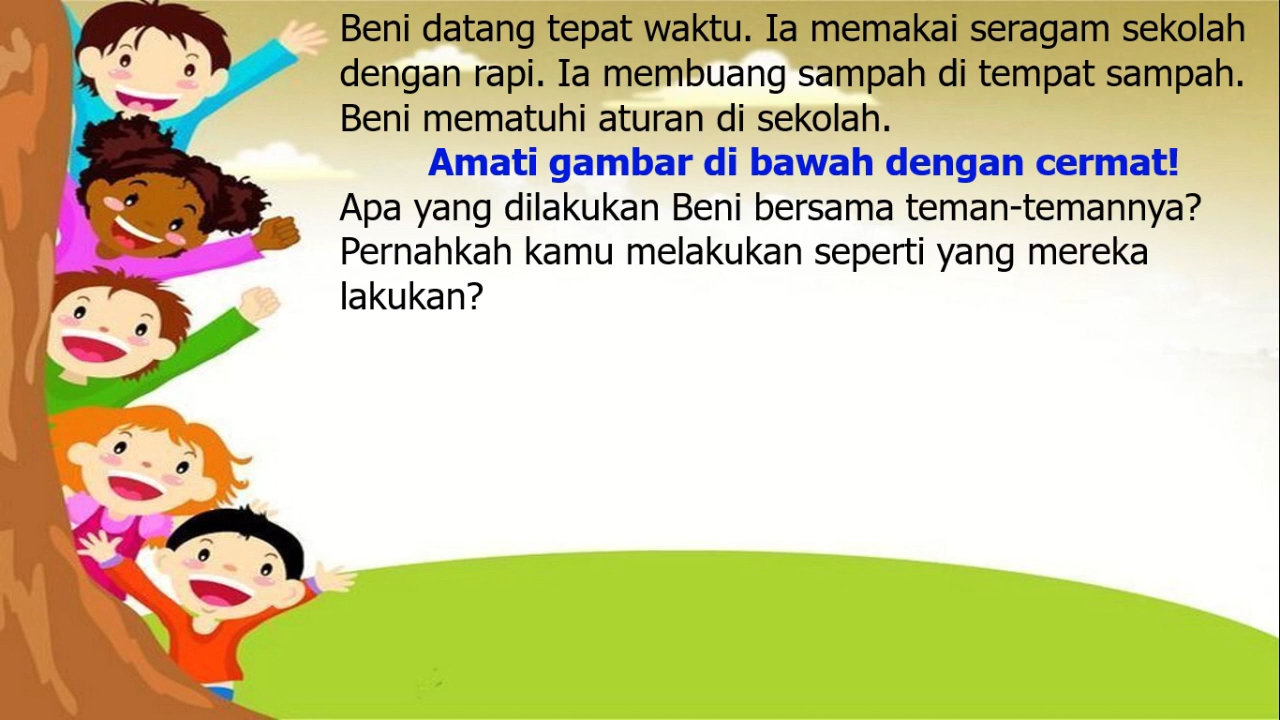 Beni datang tepat waktu. Ia memakai seragam sekolah
dengan rapi. Ia membuang sampah di tempat sampah.
Beni mematuhi aturan di sekolah.
Amati gambar di bawah dengan cermat!
Apa yang dilakukan Beni bersama teman-temannya?
Pernahkah kamu melakukan seperti yang mereka
lakukan?